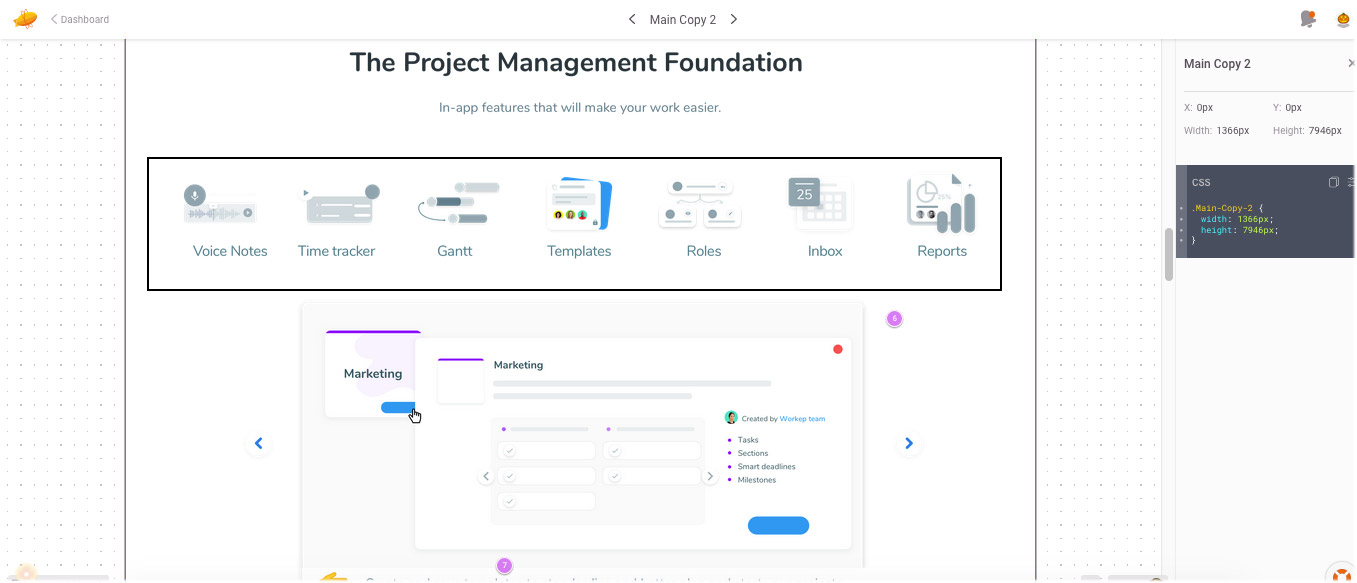 Dashboard
Main Copy 2
The Project Management Foundation
In-app features that will make your work easier.
25
25%
Voice Notes
Time tracker
Gantt
Templates
Roles
Inbox
Reports
6
Marketing
Marketing
Created by Workep team
Tasks
Sections
Smart deadlines
Milestones
7
Main Copy 2
X: 0px
Y: 0px
Width: 1366px
Height: 7946px
CSS
.Main-Copy-2 {
width: 1366px;
height: 7946px;
}